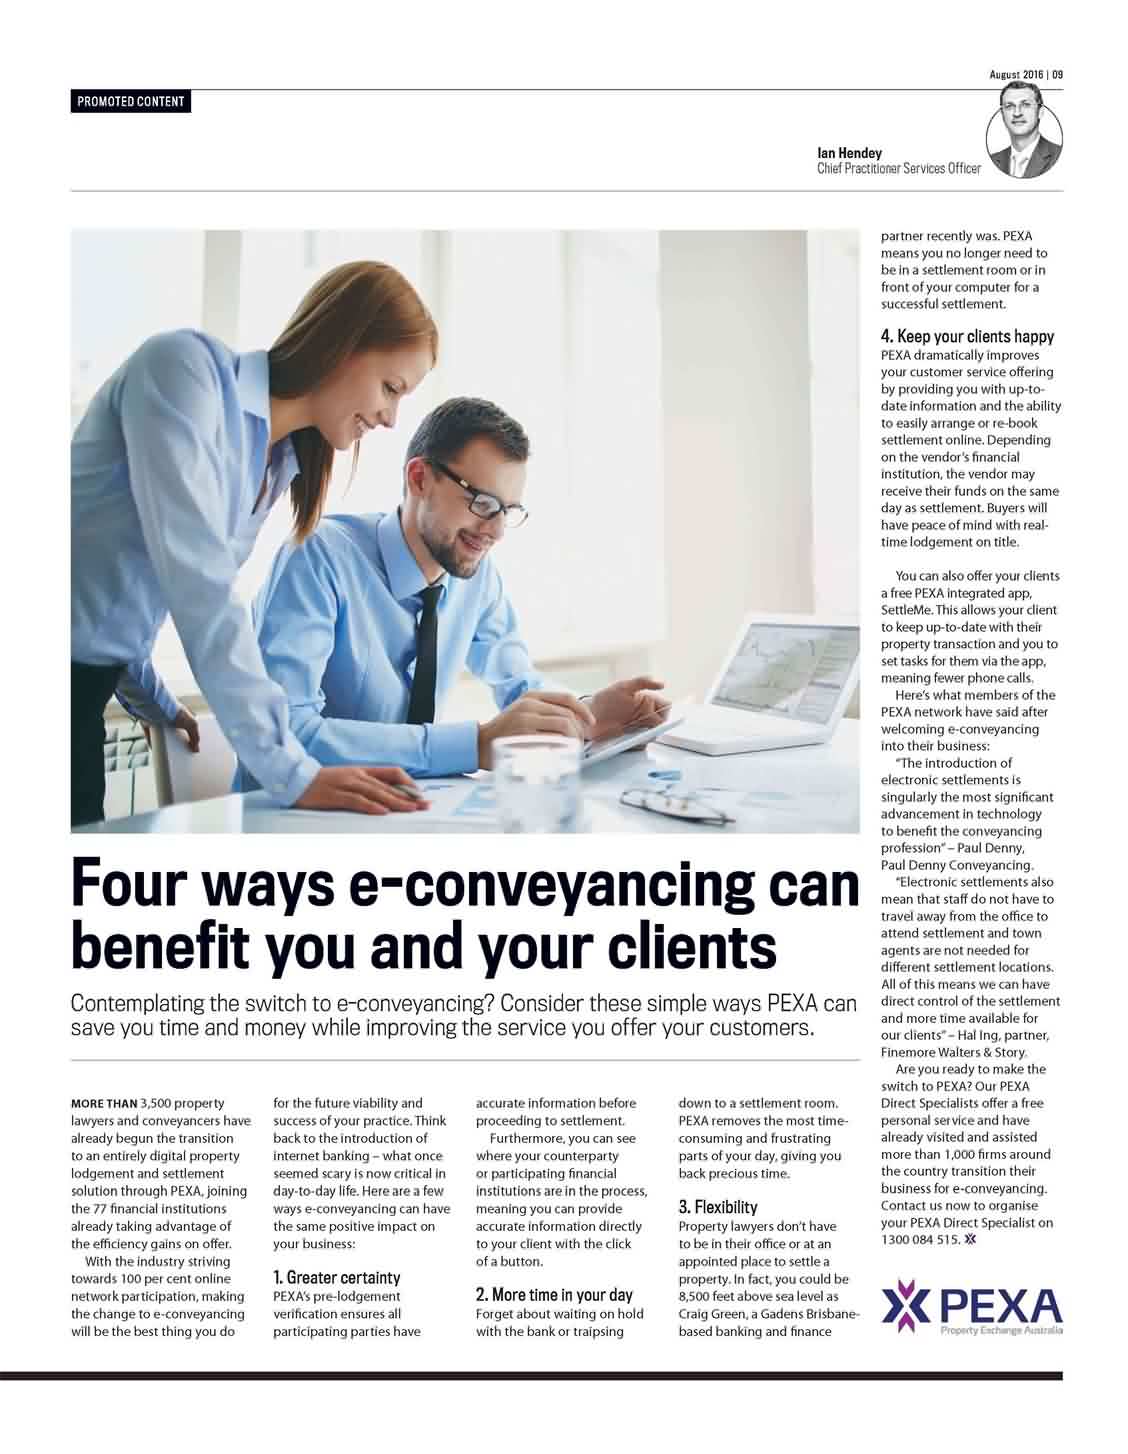 August 2016 | 09
PROMOTED CONTENT
Ian Hendey
Chief Practitioner Services Officer
Four ways e-conveyancing can
benefit you and your clients
Contemplating the switch to e-conveyancing? Consider these simple ways PEXA can
save you time and money while improving the service you offer your customers.
MORE THAN 3,500 property
lawyers and conveyancers have
already begun the transition
to an entirely digital property
lodgement and settlement
solution through PEXA, joining
the 77 financial institutions
already taking advantage of
the efficiency gains on offer.
With the industry striving
towards 100 per cent online
network participation, making
the change to e-conveyancing
will be the best thing you do
for the future viability and
success of your practice. Think
back to the introduction of
internet banking – what once
seemed scary is now critical in
day-to-day life. Here are a few
ways e-conveyancing can have
the same positive impact on
your business:
1. Greater certainty
PEXA's pre-lodgement
verification ensures all
participating parties have
accurate information before
proceeding to settlement.
Furthermore, you can see
where your counterparty
or participating financial
institutions are in the process,
meaning you can provide
accurate information directly
to your client with the click
of a button.
2. More time in your day
Forget about waiting on hold
with the bank or traipsing
down to a settlement room.
PEXA removes the most time-
consuming and frustrating
parts of your day, giving you
back precious time.
3. Flexibility
Property lawyers don't have
to be in their office or at an
appointed place to settle a
property. In fact, you could be
8,500 feet above sea level as
Craig Green, a Gadens Brisbane-
based banking and finance
partner recently was. PEXA
means you no longer need to
be in a settlement room or in
front of your computer for a
successful settlement.
4. Keep your clients happy
PEXA dramatically improves
your customer service offering
by providing you with up-to-
date information and the ability
to easily arrange or re-book
settlement online. Depending
on the vendor's financial
institution, the vendor may
receive their funds on the same
day as settlement. Buyers will
have peace of mind with real-
time lodgement on title.
You can also offer your clients
a free PEXA integrated app,
SettleMe. This allows your client
to keep up-to-date with their
property transaction and you to
set tasks for them via the app,
meaning fewer phone calls.
Here's what members of the
PEXA network have said after
welcoming e-conveyancing
into their business:
"The introduction of
electronic settlements is
singularly the most significant
advancement in technology
to benefit the conveyancing
profession" – Paul Denny,
Paul Denny Conveyancing.
"Electronic settlements also
mean that staff do not have to
travel away from the office to
attend settlement and town
agents are not needed for
different settlement locations.
All of this means we can have
direct control of the settlement
and more time available for
our clients" – Hal Ing, partner,
Finemore Walters & Story.
Are you ready to make the
switch to PEXA? Our PEXA
Direct Specialists offer a free
personal service and have
already visited and assisted
more than 1,000 firms around
the country transition their
business for e-conveyancing.
Contact us now to organise
your PEXA Direct Specialist on
1300 084 515.
PEXA
Property Exchange Australia